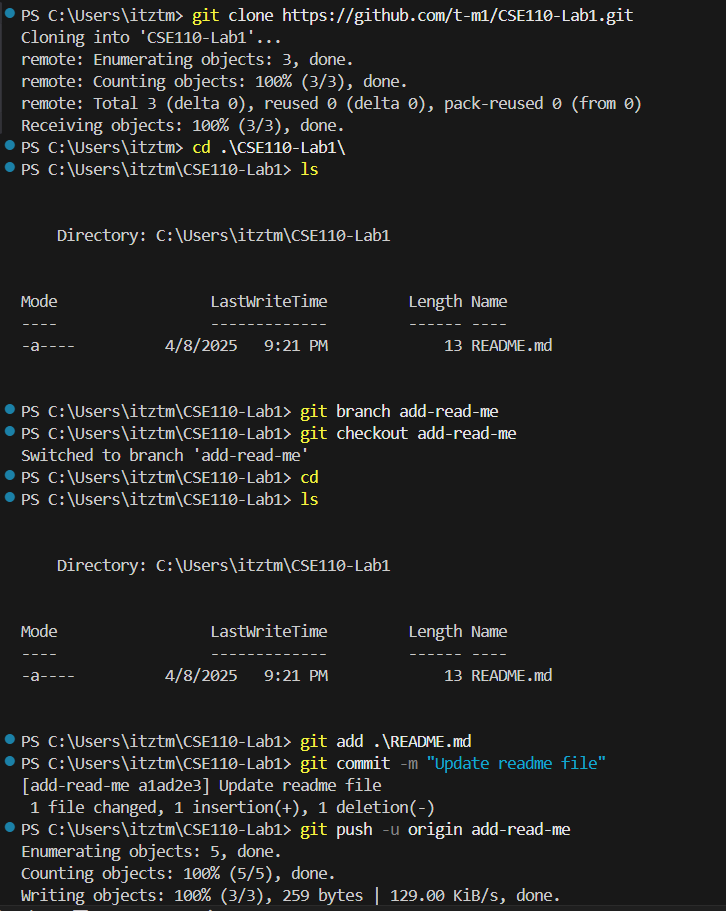 PS C:\Users\itztm> git clone https://github.com/t-m1/CSE110-Lab1.git
Cloning into 'CSE110-Lab1'...
remote: Enumerating objects: 3, done.
remote: Counting objects: 100% (3/3), done.
remote: Total 3 (delta 0), reused 0 (delta 0), pack-reused 0 (from 0)
Receiving objects: 100% (3/3), done.
PS C:\Users\itztm> cd .\CSE110-Lab1\
PS C:\Users\itztm\CSE110-Lab1> ls
Directory: C:\Users\itztm\CSE110-Lab1
Mode                 LastWriteTime         Length Name
----                 -------------         ------ ----
-a----          4/8/2025   9:21 PM             13 README.md
PS C:\Users\itztm\CSE110-Lab1> git branch add-read-me
PS C:\Users\itztm\CSE110-Lab1> git checkout add-read-me
Switched to branch 'add-read-me'
PS C:\Users\itztm\CSE110-Lab1> cd
PS C:\Users\itztm\CSE110-Lab1> ls
Directory: C:\Users\itztm\CSE110-Lab1
Mode                 LastWriteTime         Length Name
----                 -------------         ------ ----
-a----          4/8/2025   9:21 PM             13 README.md
PS C:\Users\itztm\CSE110-Lab1> git add .\README.md
PS C:\Users\itztm\CSE110-Lab1> git commit -m "Update readme file"
[add-read-me a1ad2e3] Update readme file
1 file changed, 1 insertion(+), 1 deletion(-)
PS C:\Users\itztm\CSE110-Lab1> git push -u origin add-read-me
Enumerating objects: 5, done.
Counting objects: 100% (5/5), done.
Writing objects: 100% (3/3), 259 bytes | 129.00 KiB/s, done.